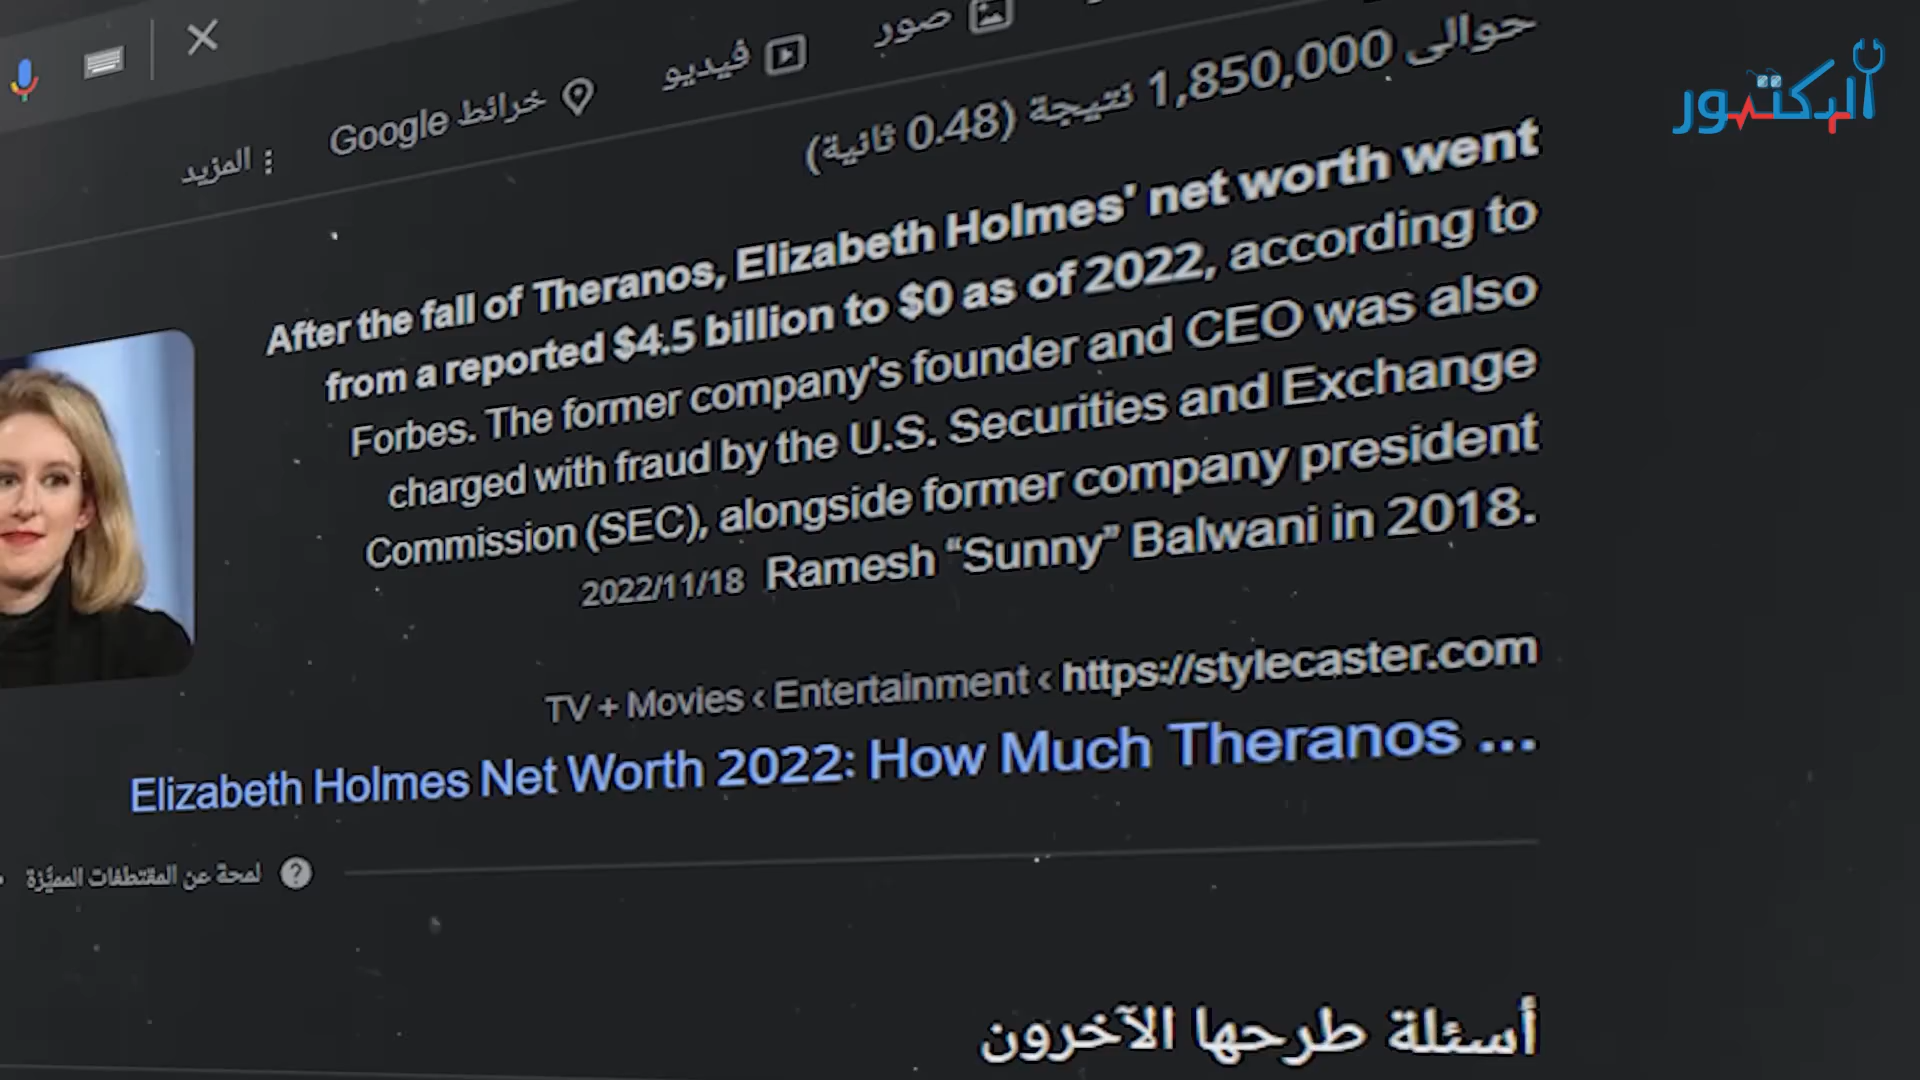 الدكتور
صور
فيديو
خرائط Google
المزيد
حوالى 1,850,000 نتيجة (0.48 ثانية)
After the fall of Theranos, Elizabeth Holmes' net worth went
from a reported $4.5 billion to $0 as of 2022, according to
Forbes. The former company's founder and CEO was also
charged with fraud by the U.S. Securities and Exchange
Commission (SEC), alongside former company president
Ramesh “Sunny” Balwani in 2018. 2022/11/18
https://stylecaster.com › Entertainment › TV + Movies
Elizabeth Holmes Net Worth 2022: How Much Theranos ...
لمحة عن المقتطفات المميَّزة
أسئلة طرحها الآخرون